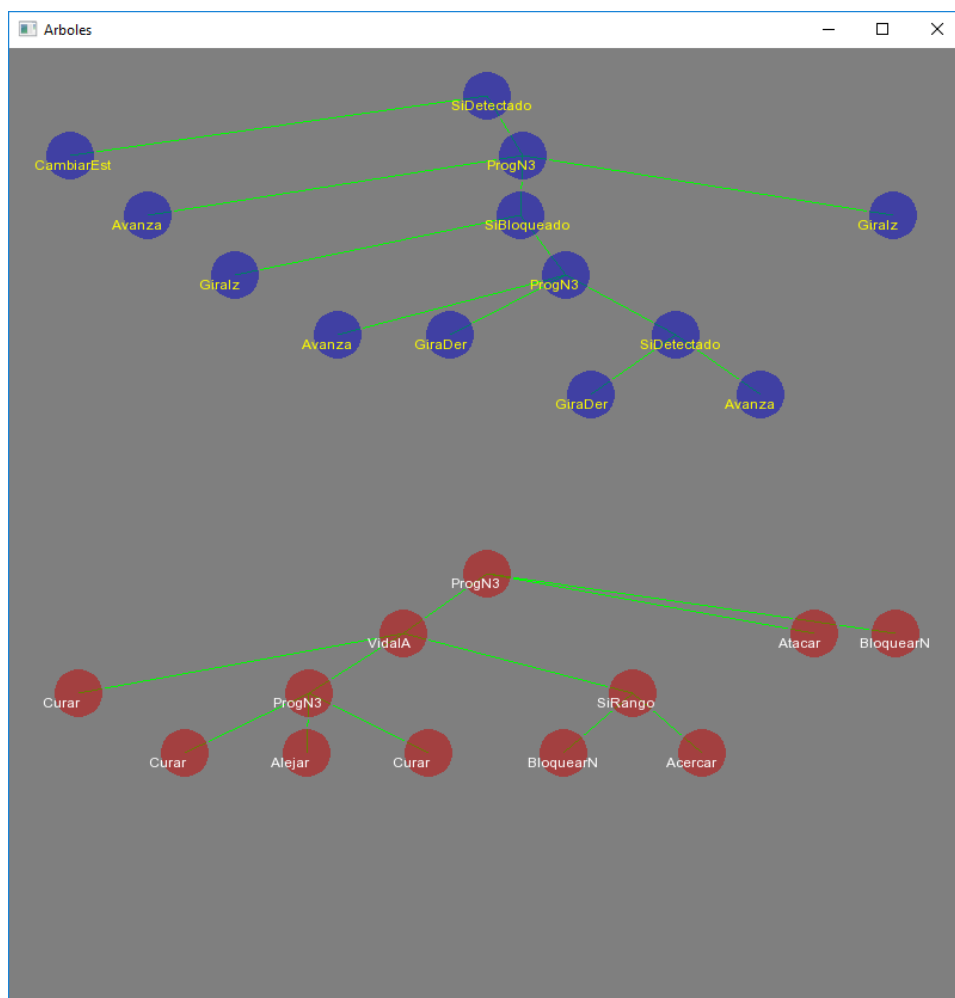 Arboles
SiDetectado
CambiarEst
ProgN3
Avanza
SiBloqueado
GiraIz
GiraIz
ProgN3
Avanza
GiraDer
SiDetectado
GiraDer
Avanza
ProgN3
VidaIA
Atacar
BloquearN
Curar
ProgN3
SiRango
Curar
Alejar
Curar
BloquearN
Acercar